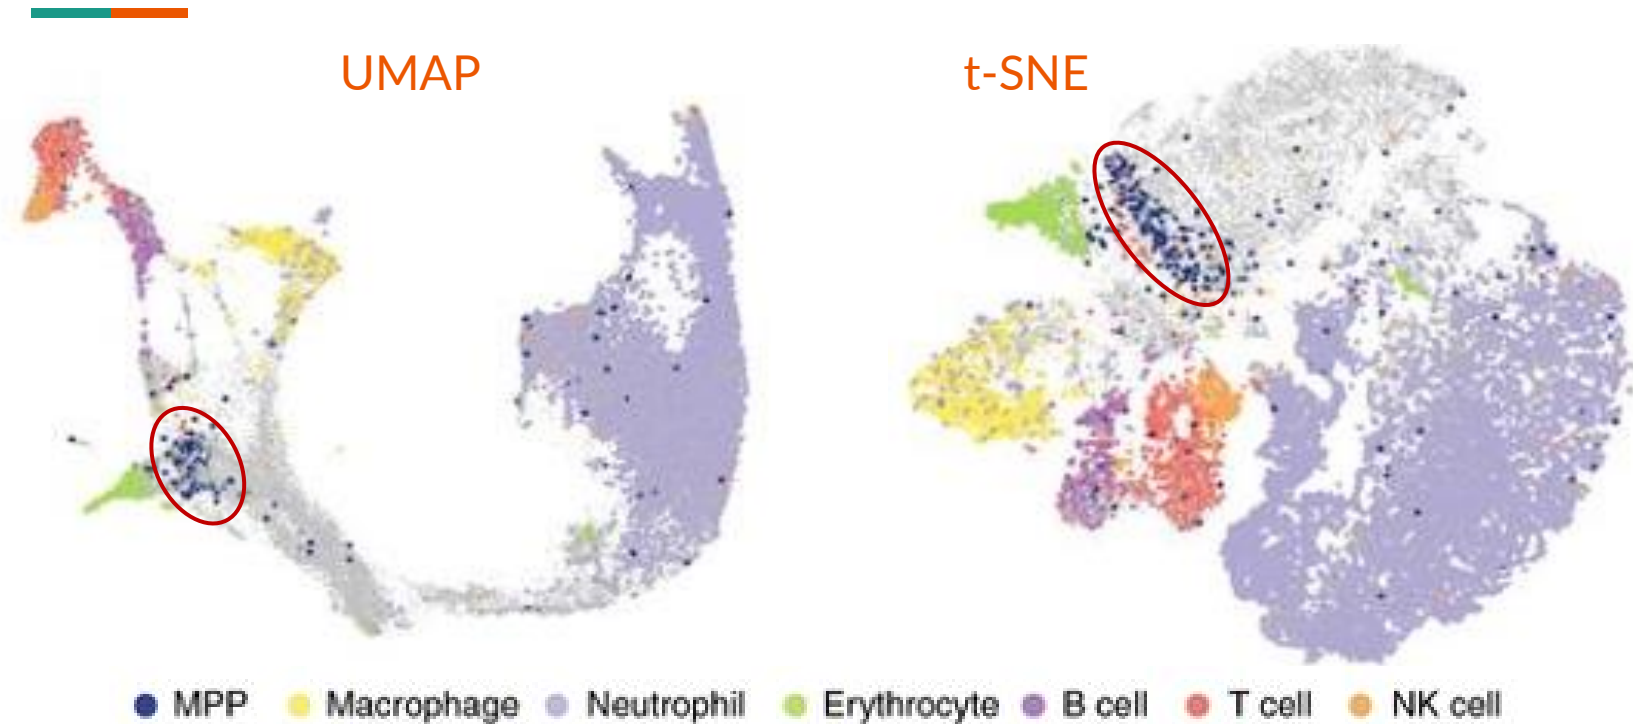 UMAP
t-SNE
MPP Macrophage Neutrophil Erythrocyte B cell T cell NK cell